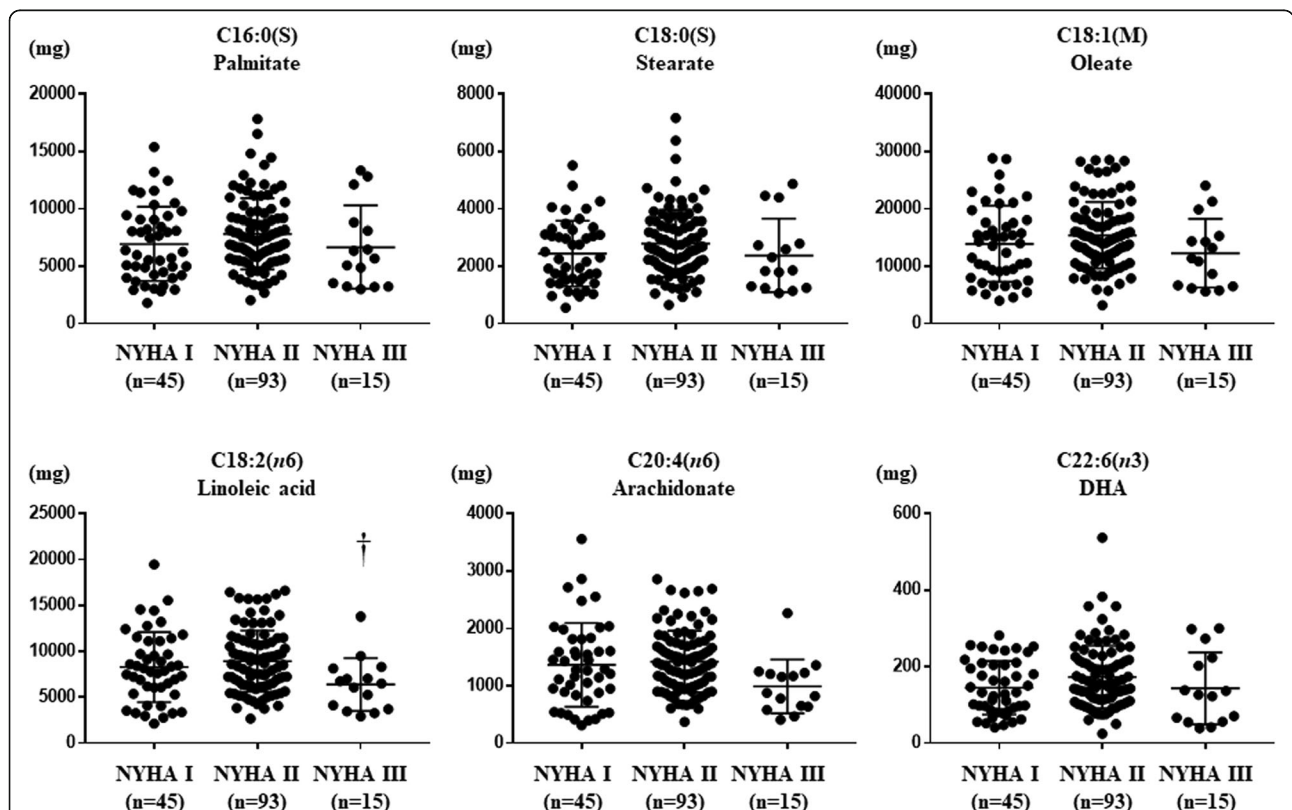 C16:0(S)
Palmitate
(mg)
20000
15000
10000
5000
0
NYHA I NYHA II NYHA III
(n=45) (n=93) (n=15)
C18:0(S)
Stearate
(mg)
8000
6000
4000
2000
0
NYHA I NYHA II NYHA III
(n=45) (n=93) (n=15)
C18:1(M)
Oleate
(mg)
40000
30000
20000
10000
0
NYHA I NYHA II NYHA III
(n=45) (n=93) (n=15)
C18:2(n6)
Linoleic acid
(mg)
25000
20000
15000
10000
5000
0
†
NYHA I NYHA II NYHA III
(n=45) (n=93) (n=15)
C20:4(n6)
Arachidonate
(mg)
4000
3000
2000
1000
0
NYHA I NYHA II NYHA III
(n=45) (n=93) (n=15)
C22:6(n3)
DHA
(mg)
600
400
200
0
NYHA I NYHA II NYHA III
(n=45) (n=93) (n=15)